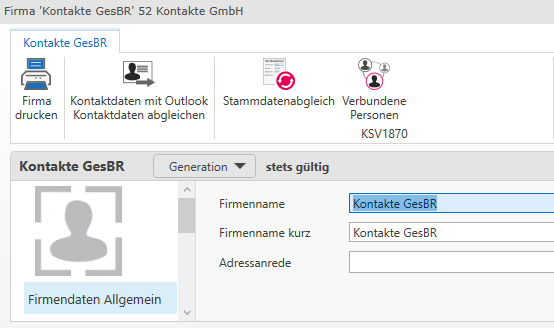 Firma 'Kontakte GesBR' 52 Kontakte GmbH
Kontakte GesBR
Firma drucken
Kontaktdaten mit Outlook
Kontaktdaten abgleichen
Stammdatenabgleich
Verbundene Personen
KSV1870
Kontakte GesBR
Generation
stets gültig
Firmenname
Kontakte GesBR
Firmenname kurz
Kontakte GesBR
Adressanrede
Firmendaten Allgemein